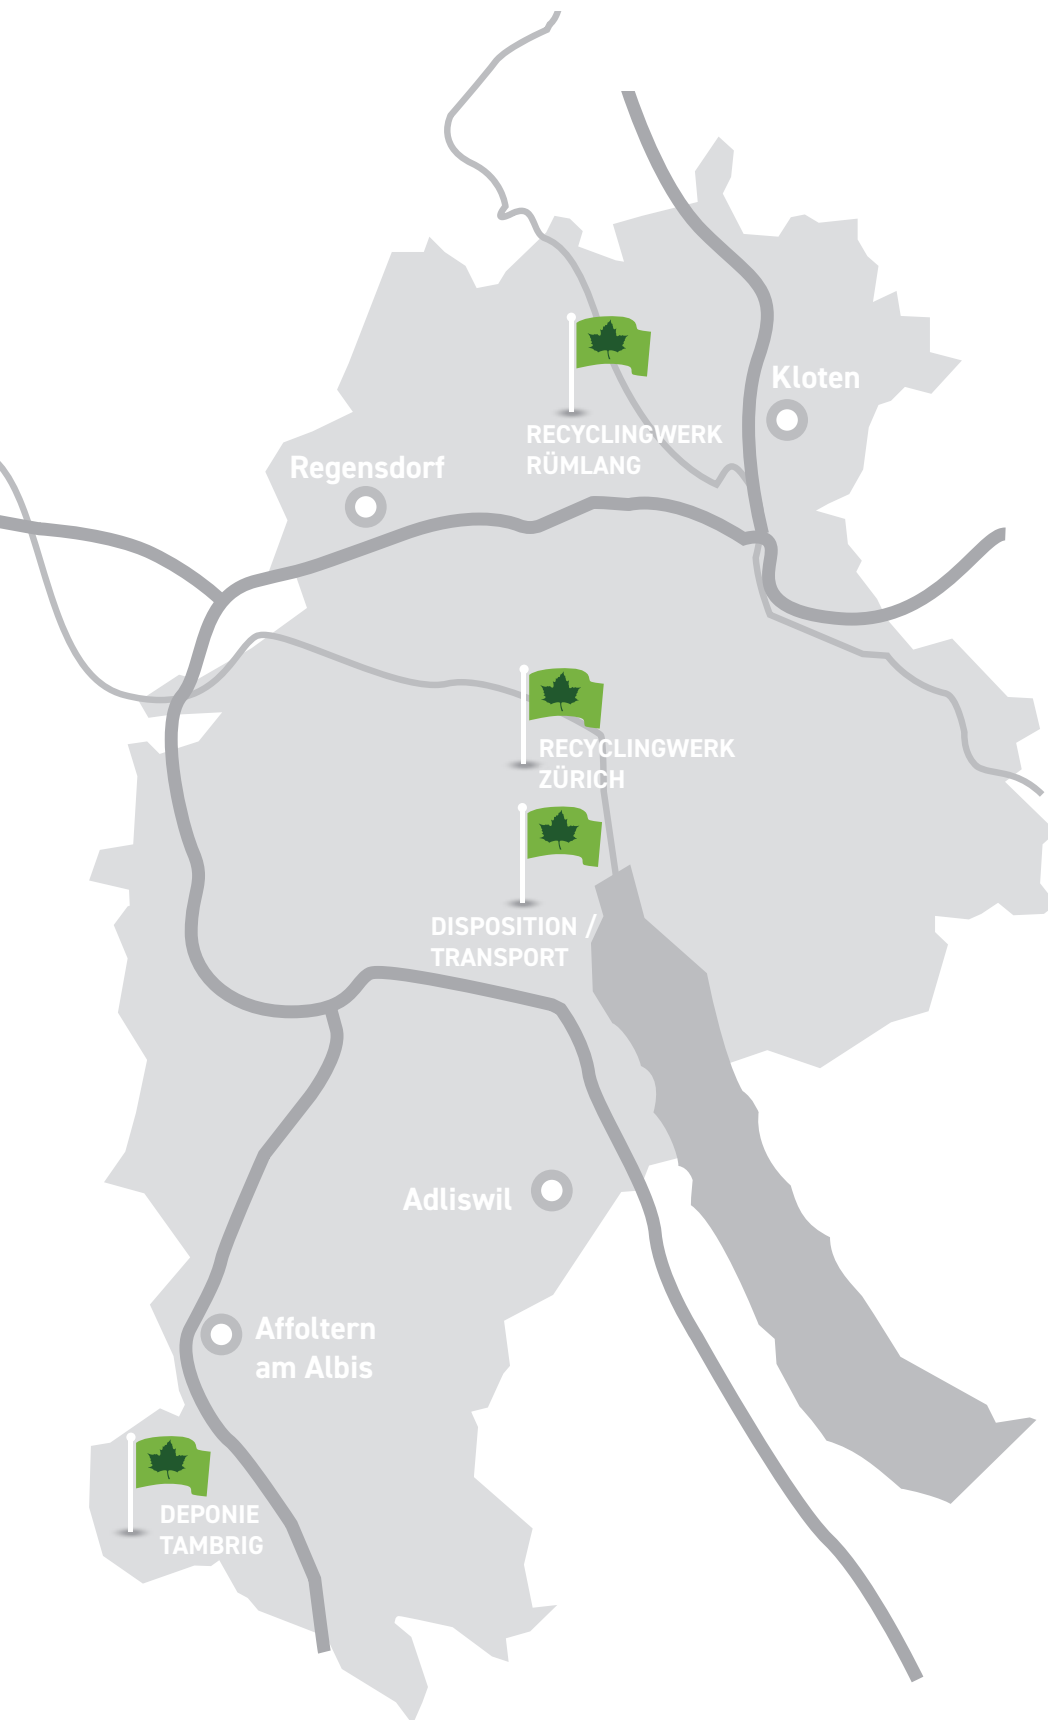 Kloten
RECYCLINGWERK
RÜMLANG
Regensdorf
RECYCLINGWERK
ZÜRICH
DISPOSITION /
TRANSPORT
Adliswil
Affoltern
am Albis
DEPONIE
TAMBRIG